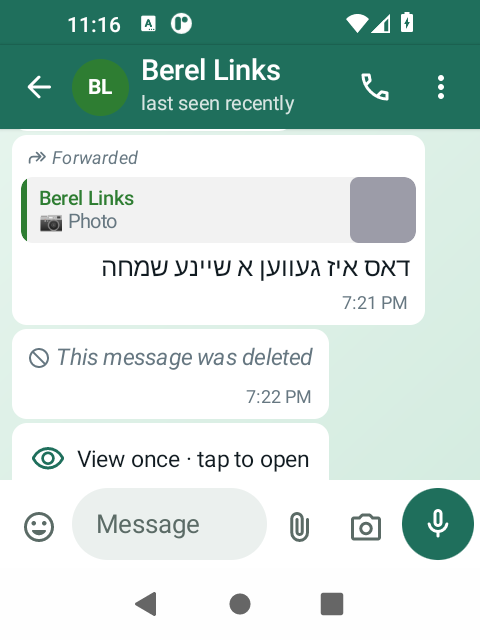 11:16
BL
Berel Links
last seen recently
Forwarded
Berel Links
📷 Photo
דאס איז געווען א שיינע שמחה
7:21 PM
This message was deleted
7:22 PM
View once · tap to open
Message